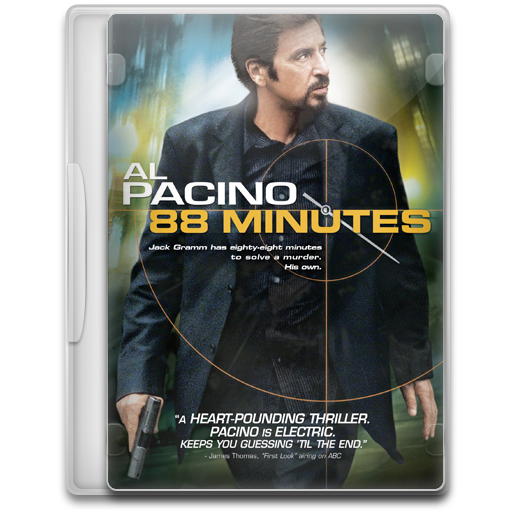 AL
PACINO
88 MINUTES
Jack Gramm has eighty-eight minutes
to solve a murder.
His own.
"A HEART-POUNDING THRILLER.
PACINO IS ELECTRIC.
KEEPS YOU GUESSING 'TIL THE END."
- James Thomas, "First Look" airing on ABC